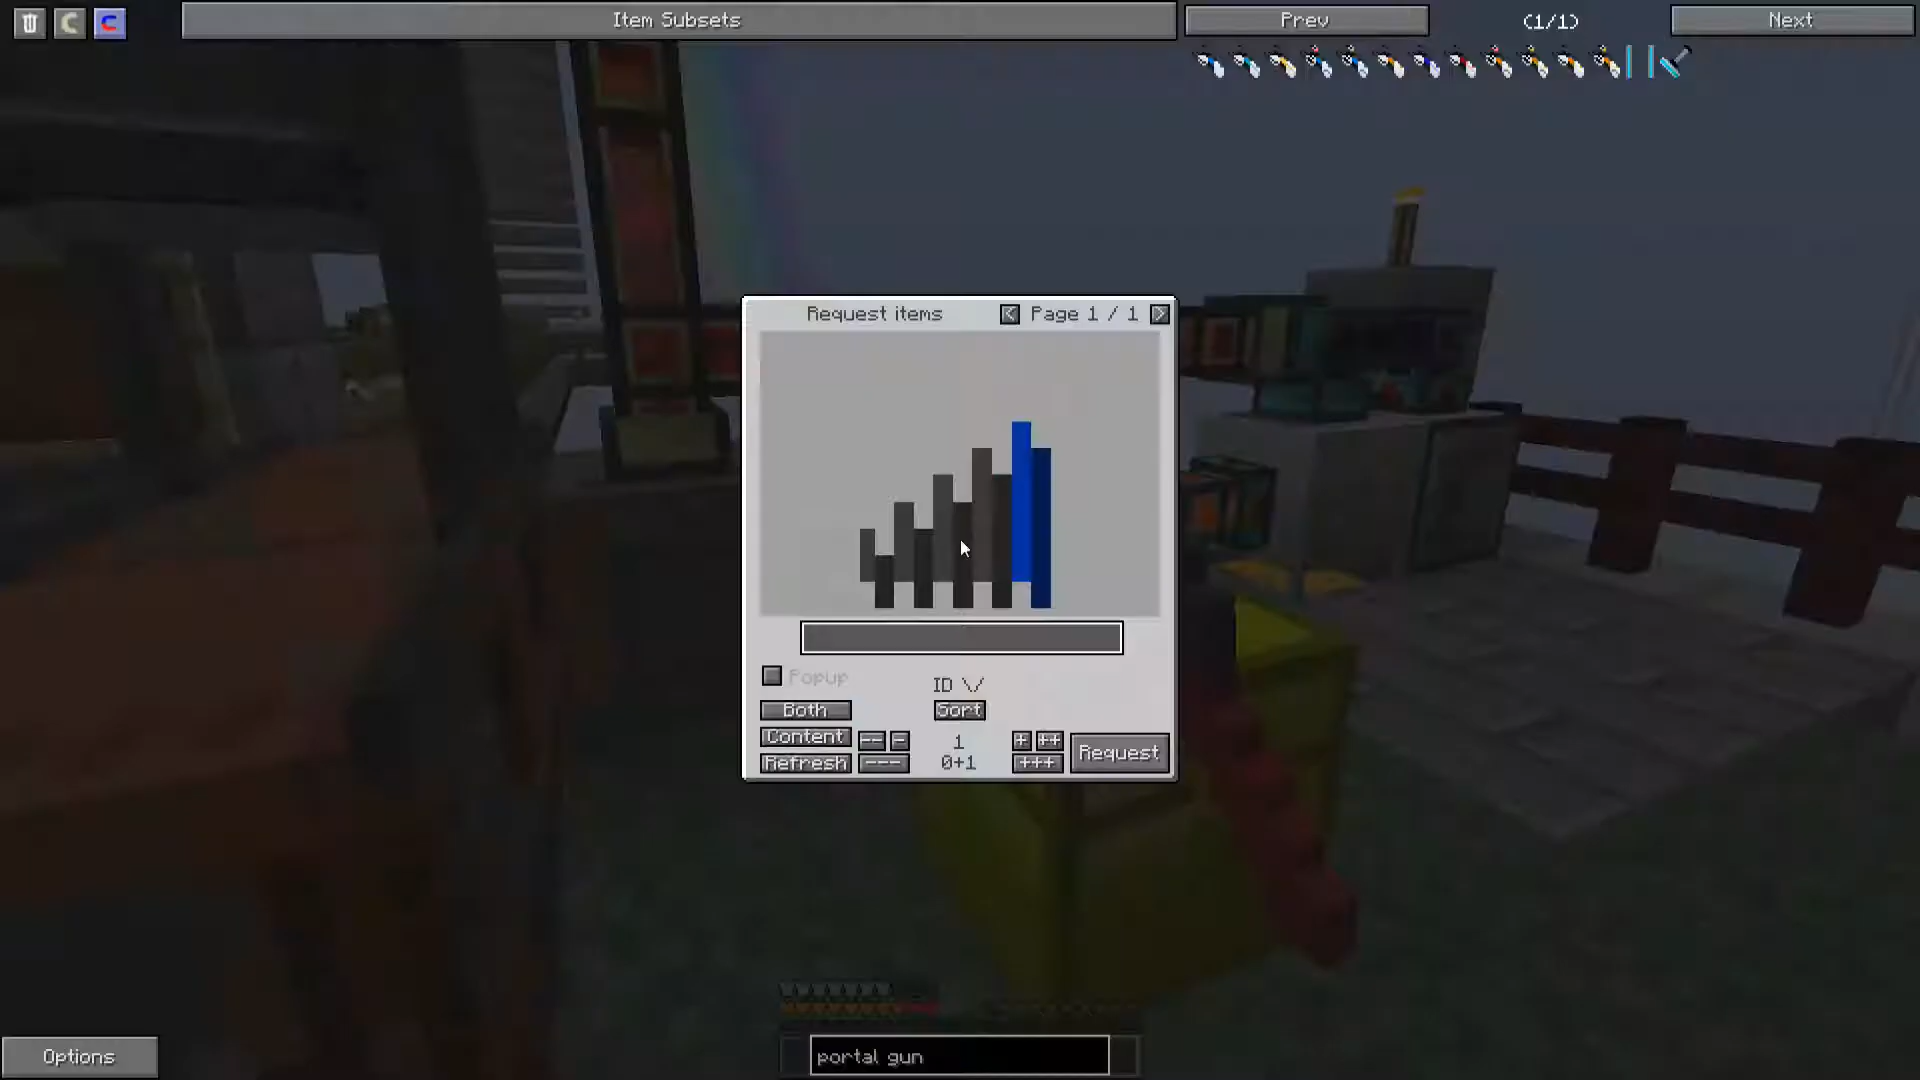 Item Subsets
Prev
(1/1)
Next
Request items
< Page 1 / 1 >
Popup
ID \/
Both
Sort
Content
-- -
1
+ ++
Request
Refresh
---
0+1
+++
Options
portal gun